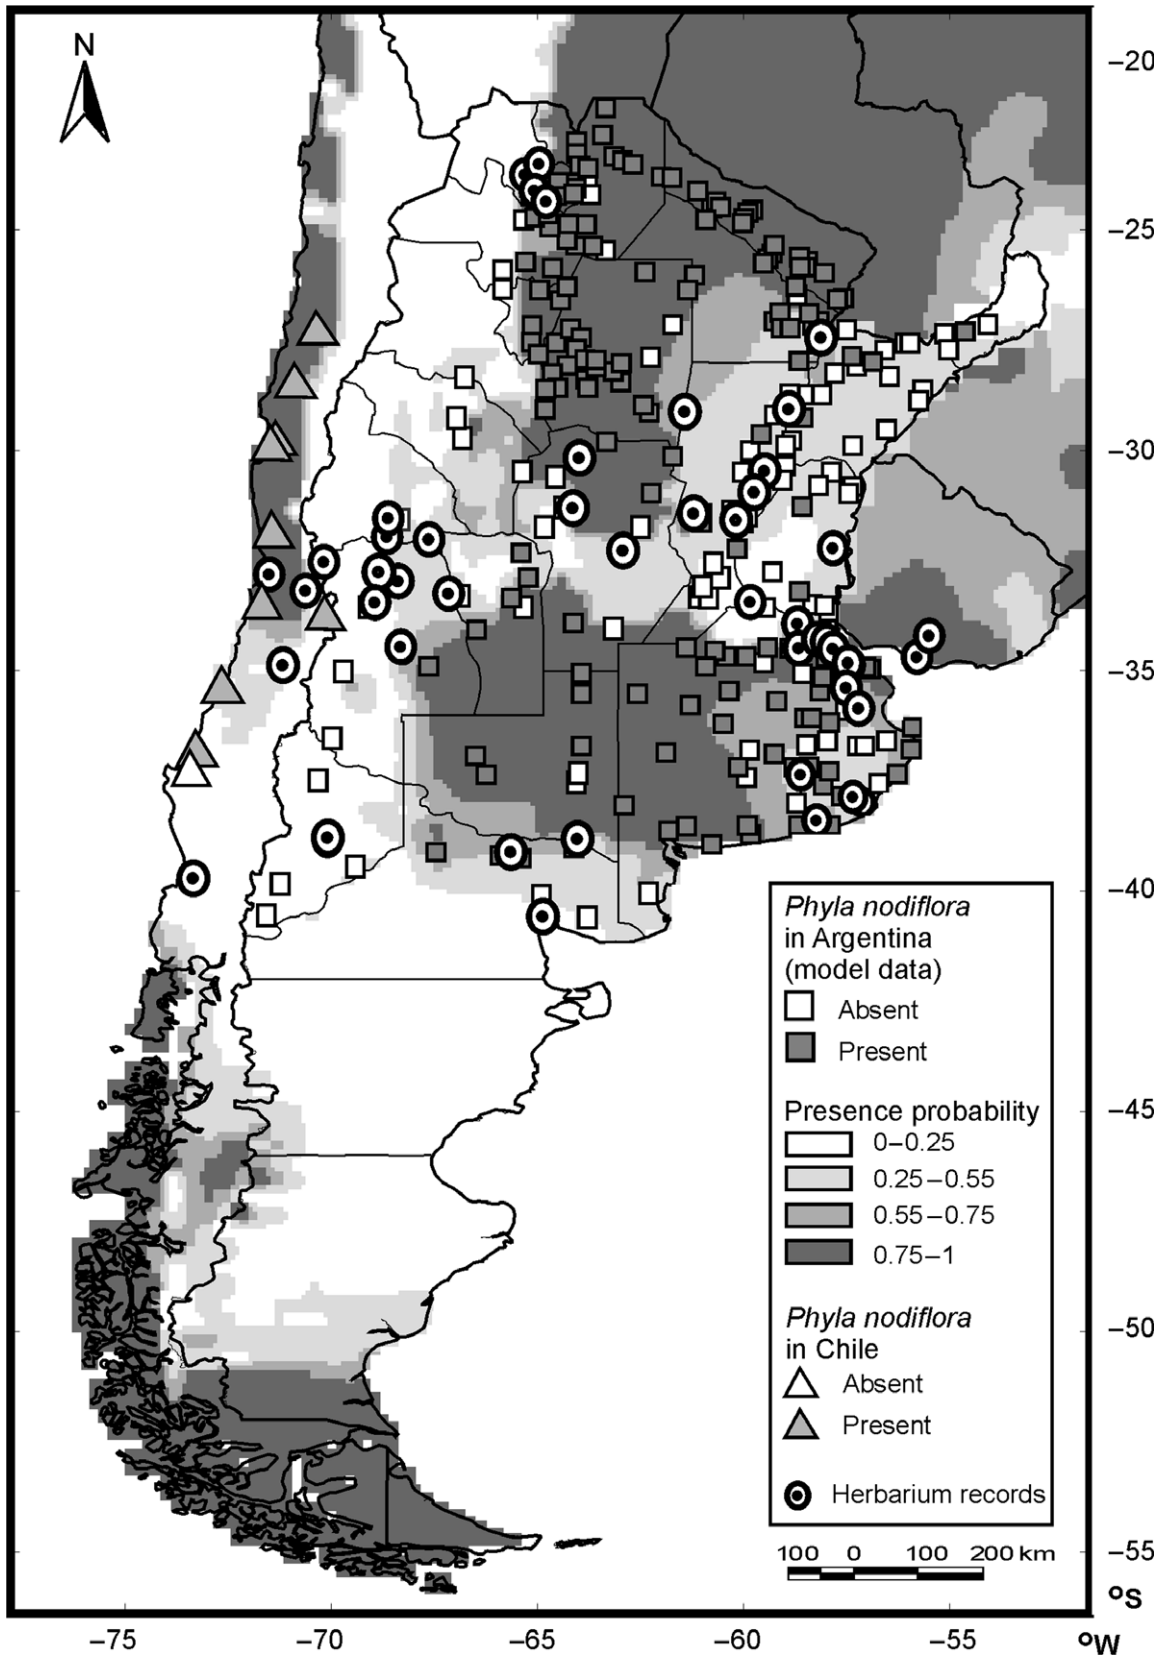 N
−20
−25
−30
−35
−40
−45
−50
−55
°S
Phyla nodiflora
in Argentina
(model data)
Absent
Present
Presence probability
0−0.25
0.25−0.55
0.55−0.75
0.75−1
Phyla nodiflora
in Chile
Absent
Present
Herbarium records
100 0 100 200 km
−75 −70 −65 −60 −55 °W